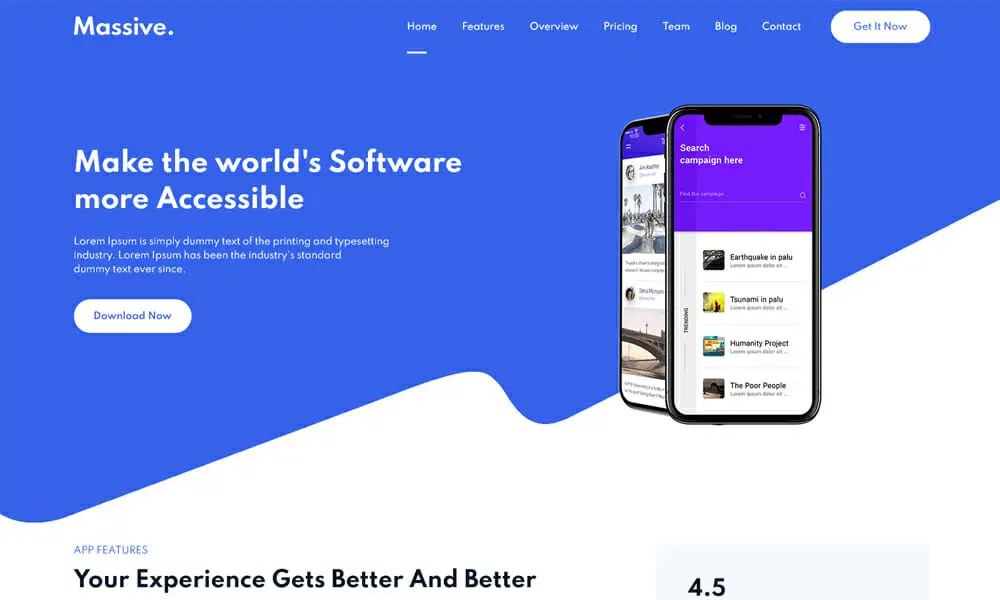 Massive.
Home Features Overview Pricing Team Blog Contact Get It Now
Make the world's Software
more Accessible
Lorem Ipsum is simply dummy text of the printing and typesetting
industry. Lorem Ipsum has been the industry's standard
dummy text ever since.
Download Now
Search
campaign here
Find the campaign...
TRENDING
Earthquake in palu
Lorem ipsum dolor sit ...
Tsunami in palu
Lorem ipsum dolor sit ...
Humanity Project
Lorem ipsum dolor sit ...
The Poor People
Lorem ipsum dolor sit ...
APP FEATURES
Your Experience Gets Better And Better
4.5